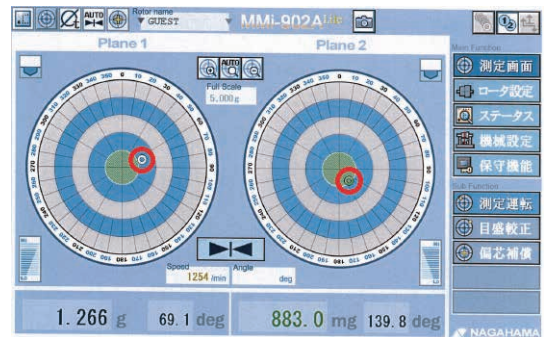 Rotor name
GUEST
MMi-902A Lite
AUTO
Plane 1
Plane 2
AUTO
Full Scale
5,000g
Main Function
測定画面
ロータ設定
ステータス
機械設定
保守機能
Sub Function
測定運転
目盛較正
偏芯補償
Speed
1254 /min
Angle
deg
1.266 g
69.1 deg
883.0 mg
139.8 deg
NAGAHAMA